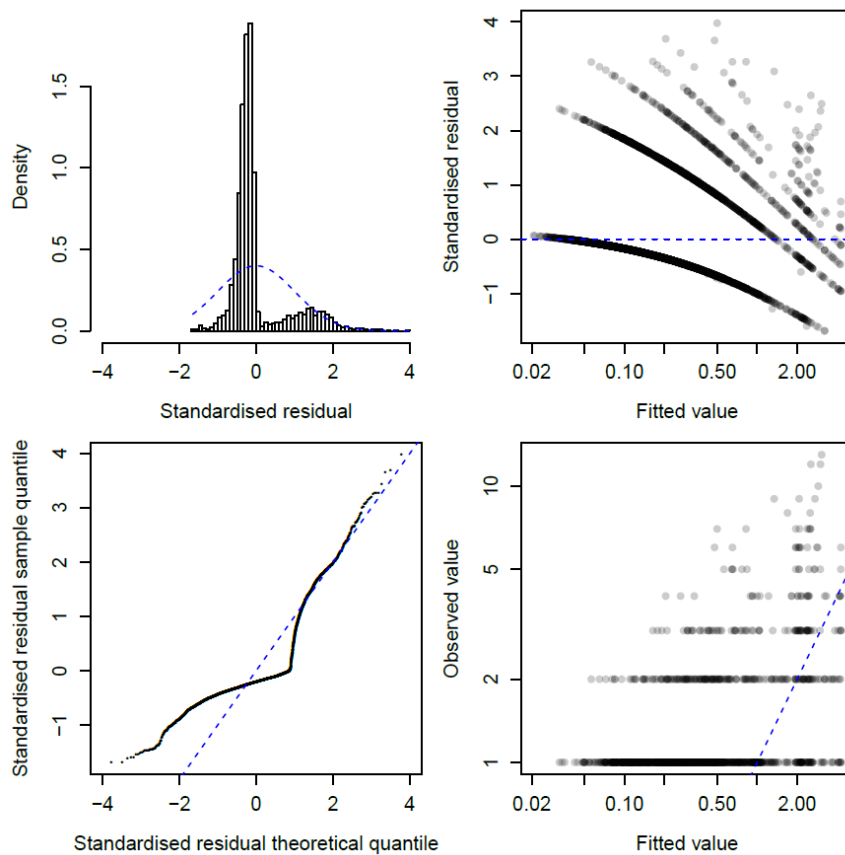 Density
0.0
0.5
1.0
1.5
−4 −2 0 2 4
Standardised residual
Standardised residual
−1
0
1
2
3
4
0.02 0.10 0.50 2.00
Fitted value
Standardised residual sample quantile
−1
0
1
2
3
4
−4 −2 0 2 4
Standardised residual theoretical quantile
Observed value
1
2
5
10
0.02 0.10 0.50 2.00
Fitted value